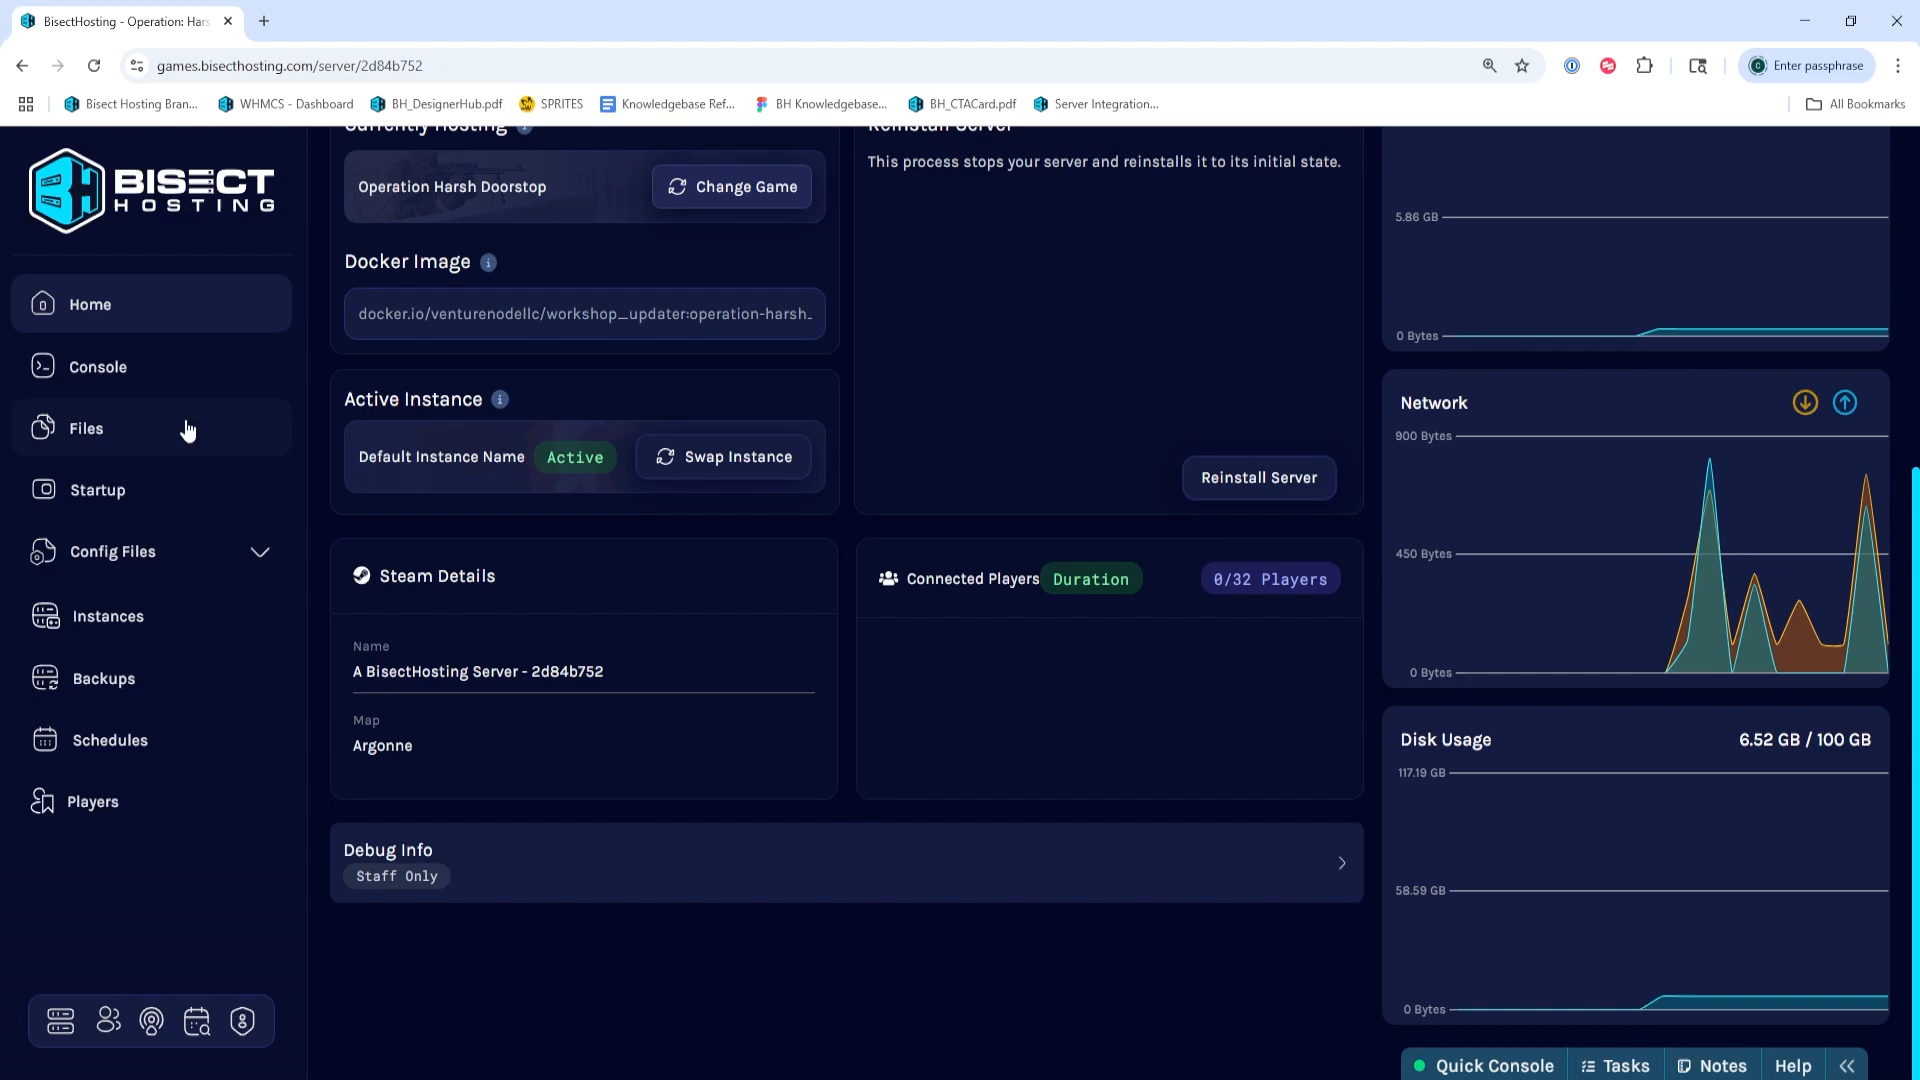 BisectHosting - Operation: Hars
games.bisecthosting.com/server/2d84b752
Enter passphrase
Bisect Hosting Bran...
WHMCS - Dashboard
BH_DesignerHub.pdf
SPRITES
Knowledgebase Ref...
BH Knowledgebase...
BH_CTACard.pdf
Server Integration...
All Bookmarks
BISECT
HOSTING
Home
Console
Files
Startup
Config Files
Instances
Backups
Schedules
Players
Currently Hosting
Operation Harsh Doorstop
Change Game
Docker Image
docker.io/venturenodellc/workshop_updater:operation-harsh_
Active Instance
Default Instance Name
Active
Swap Instance
Reinstall Server
This process stops your server and reinstalls it to its initial state.
Reinstall Server
Steam Details
Name
A BisectHosting Server - 2d84b752
Map
Argonne
Connected Players
Duration
0/32 Players
Debug Info
Staff Only
5.86 GB
0 Bytes
Network
900 Bytes
450 Bytes
0 Bytes
Disk Usage
6.52 GB / 100 GB
117.19 GB
58.59 GB
0 Bytes
Quick Console
Tasks
Notes
Help